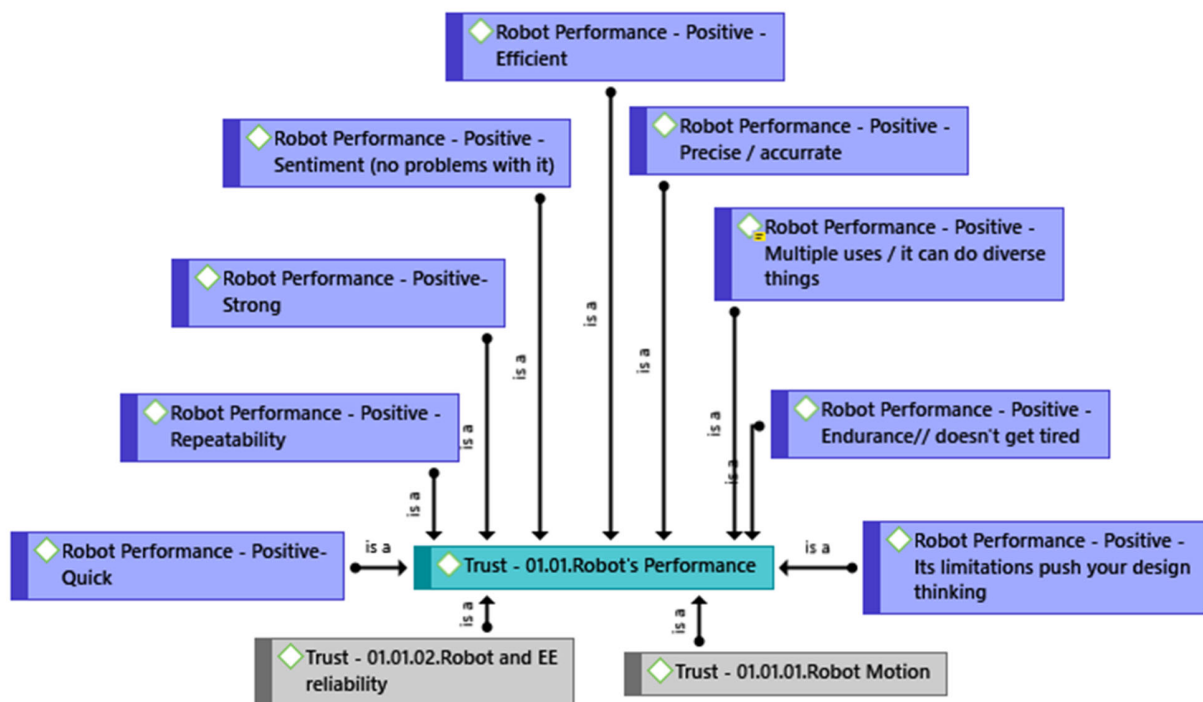 Robot Performance - Positive -
Efficient
Robot Performance - Positive -
Precise / accurrate
Robot Performance - Positive -
Sentiment (no problems with it)
Robot Performance - Positive -
Multiple uses / it can do diverse
things
Robot Performance - Positive-
Strong
is a
is a
is a
is a
Robot Performance - Positive -
Repeatability
is a
is a
Robot Performance - Positive -
Endurance// doesn't get tired
is a
is a
Robot Performance - Positive-
Quick
is a
Trust - 01.01.Robot's Performance
is a
Robot Performance - Positive -
Its limitations push your design
thinking
is a
is a
Trust - 01.01.02.Robot and EE
reliability
Trust - 01.01.01.Robot Motion